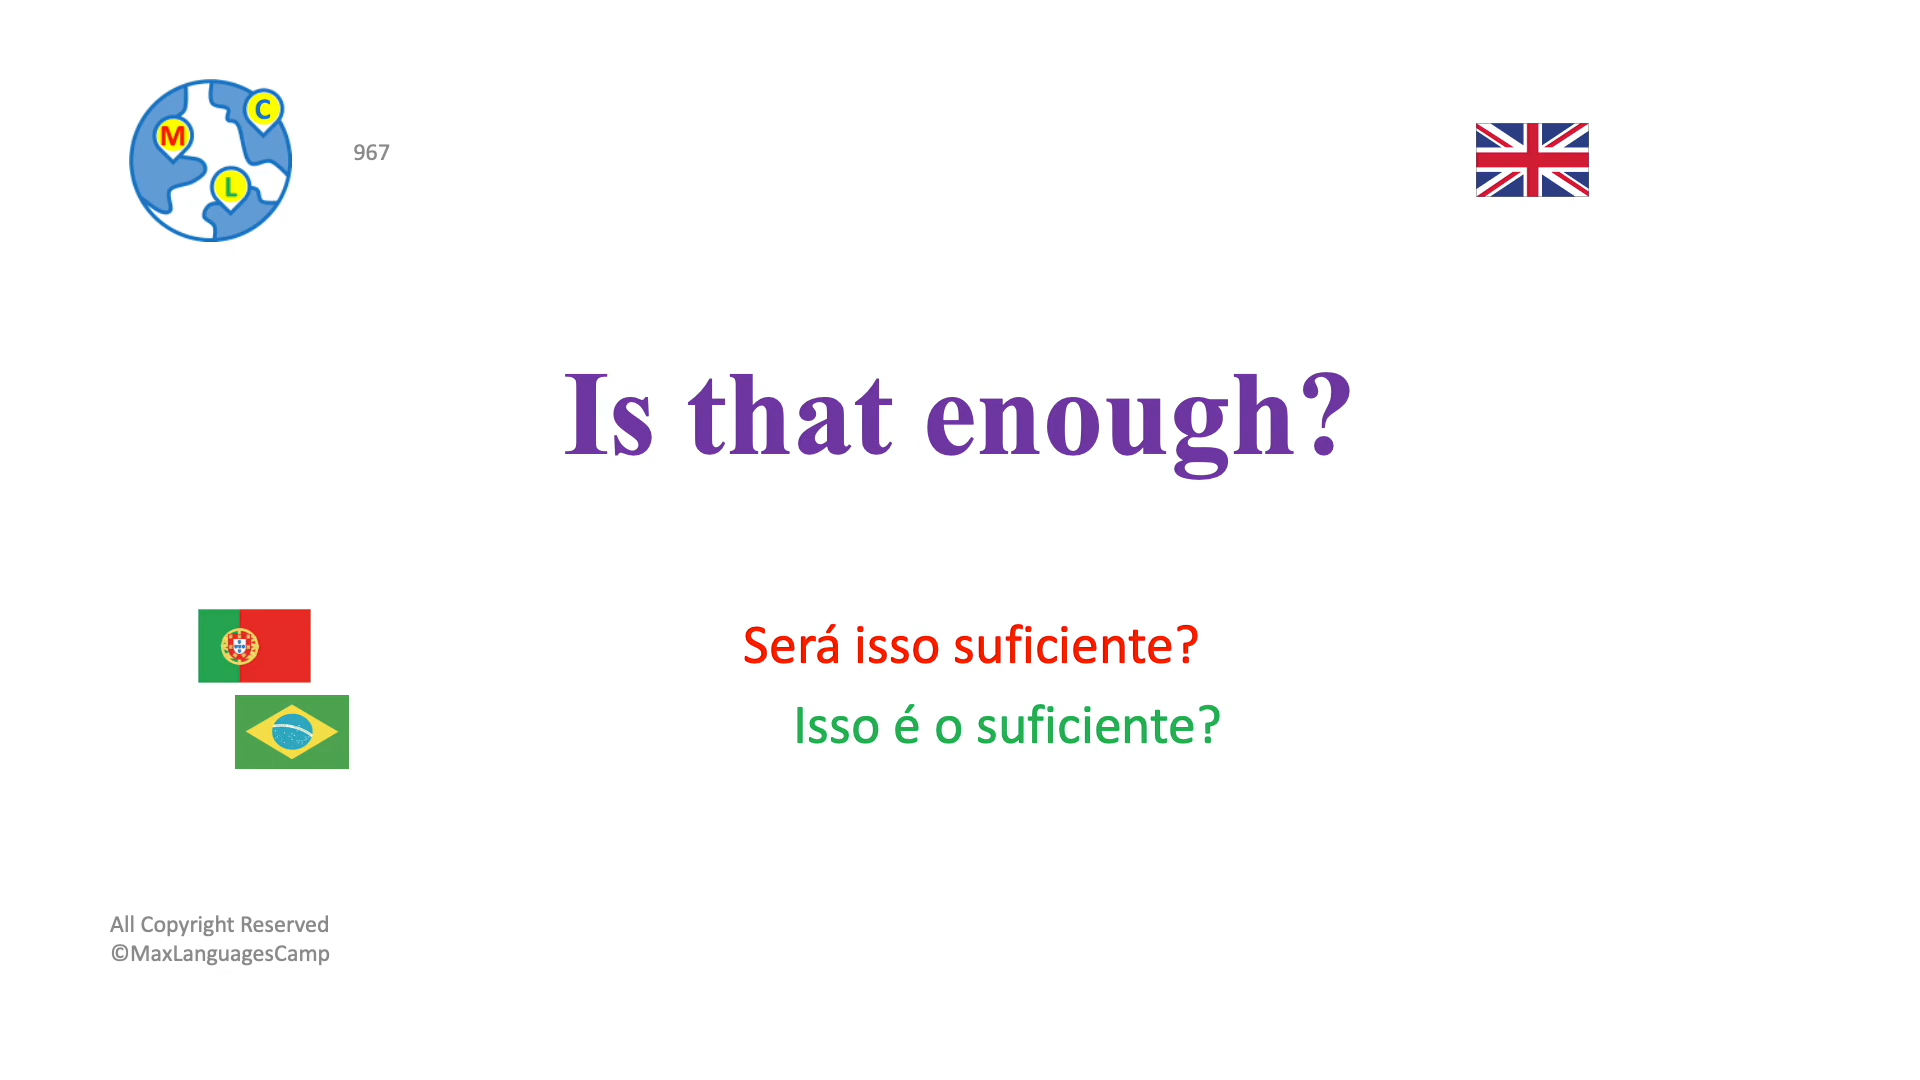 C
M
L
967
Is that enough?
Será isso suficiente?
Isso é o suficiente?
All Copyright Reserved
©MaxLanguagesCamp